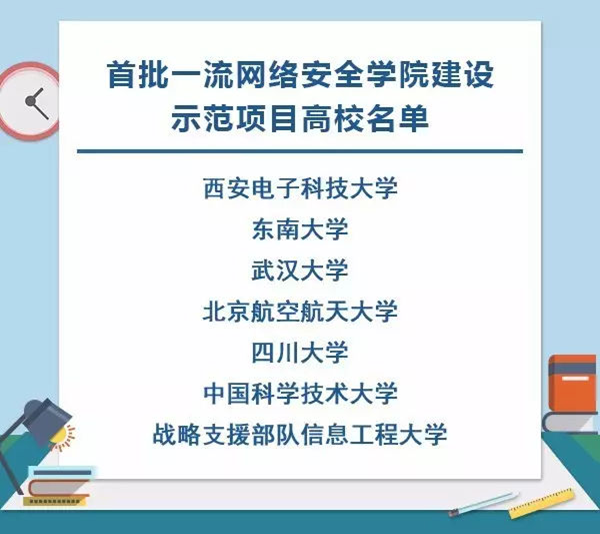 首批一流网络安全学院建设
示范项目高校名单
西安电子科技大学
东南大学
武汉大学
北京航空航天大学
四川大学
中国科学技术大学
战略支援部队信息工程大学